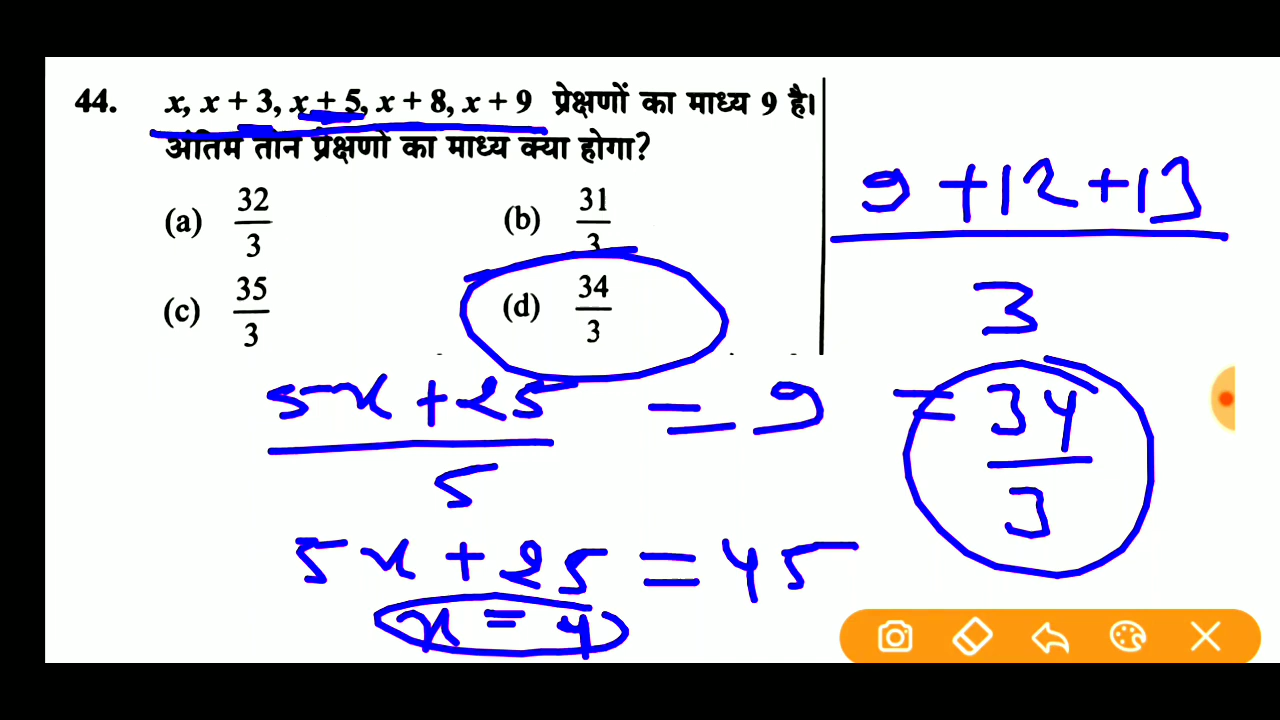 44. x, x + 3, x + 5, x + 8, x + 9 प्रेक्षणों का माध्य 9 है।
अंतिम तीन प्रेक्षणों का माध्य क्या होगा?
(a) 32/3 (b) 31/3
(c) 35/3 (d) 34/3
9 + 12 + 13
3
= 34/3
5x + 25 = 9
5
5x + 25 = 45
x = 4